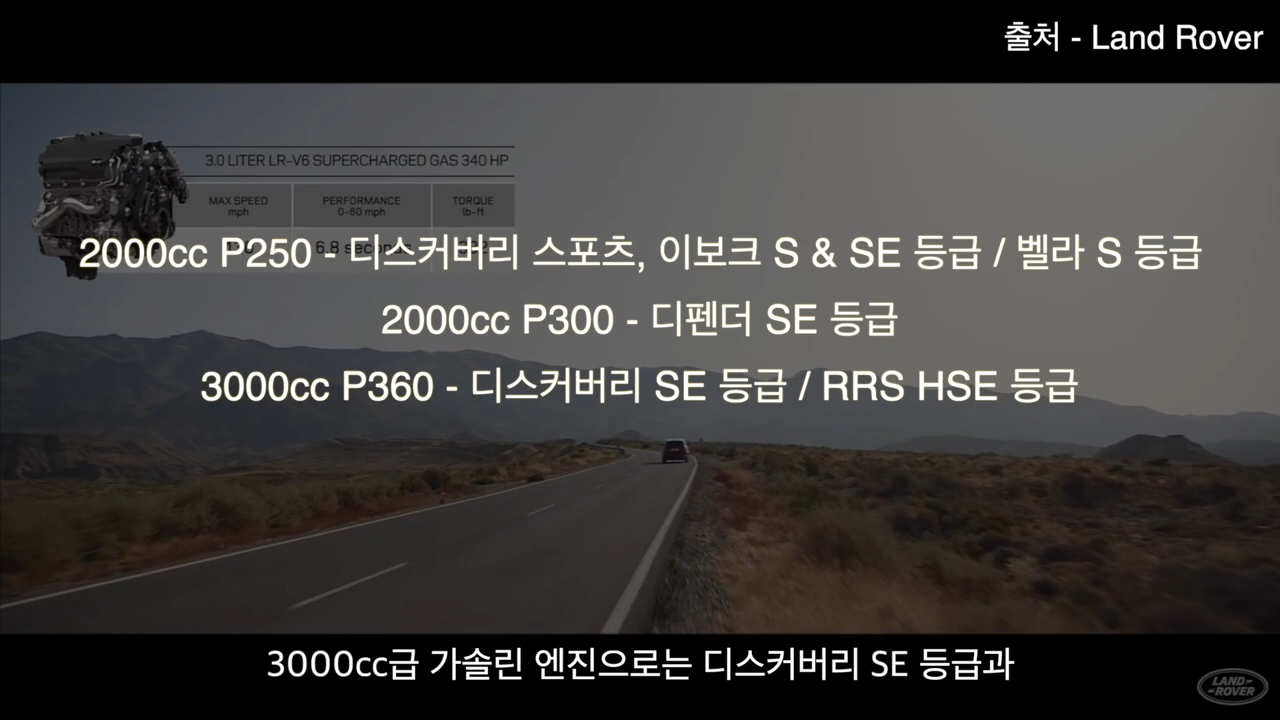 출처 - Land Rover
3.0 LITER LR-V6 SUPERCHARGED GAS 340 HP
MAX SPEED PERFORMANCE TORQUE
mph 0-60 mph lb-ft
6.8 seconds
2000cc P250 - 디스커버리 스포츠, 이보크 S & SE 등급 / 벨라 S 등급
2000cc P300 - 디펜더 SE 등급
3000cc P360 - 디스커버리 SE 등급 / RRS HSE 등급
3000cc급 가솔린 엔진으로는 디스커버리 SE 등급과
LAND ROVER